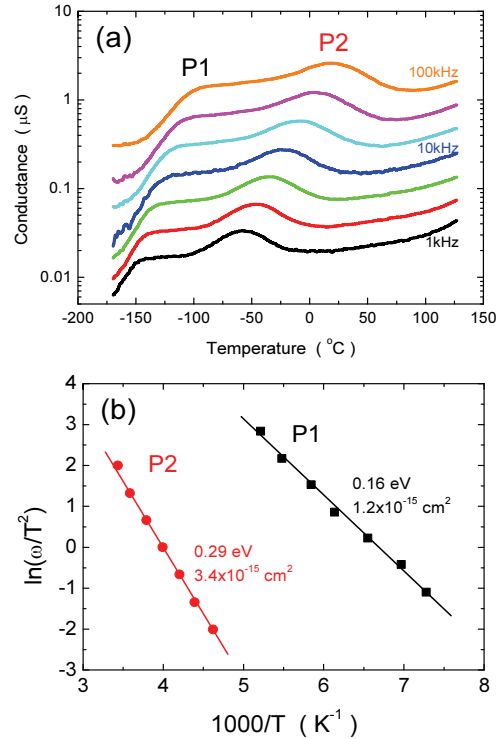 (a)
P1
P2
100kHz
10kHz
1kHz
Conductance ( μS )
1
0.1
0.01
-200 -150 -100 -50 0 50 100 150
Temperature ( °C )
(b)
P1
P2
0.16 eV
1.2x10⁻¹⁵ cm²
0.29 eV
3.4x10⁻¹⁵ cm²
ln(ω/T²)
4
3
2
1
0
-1
-2
-3
3 4 5 6 7 8
1000/T ( K⁻¹ )